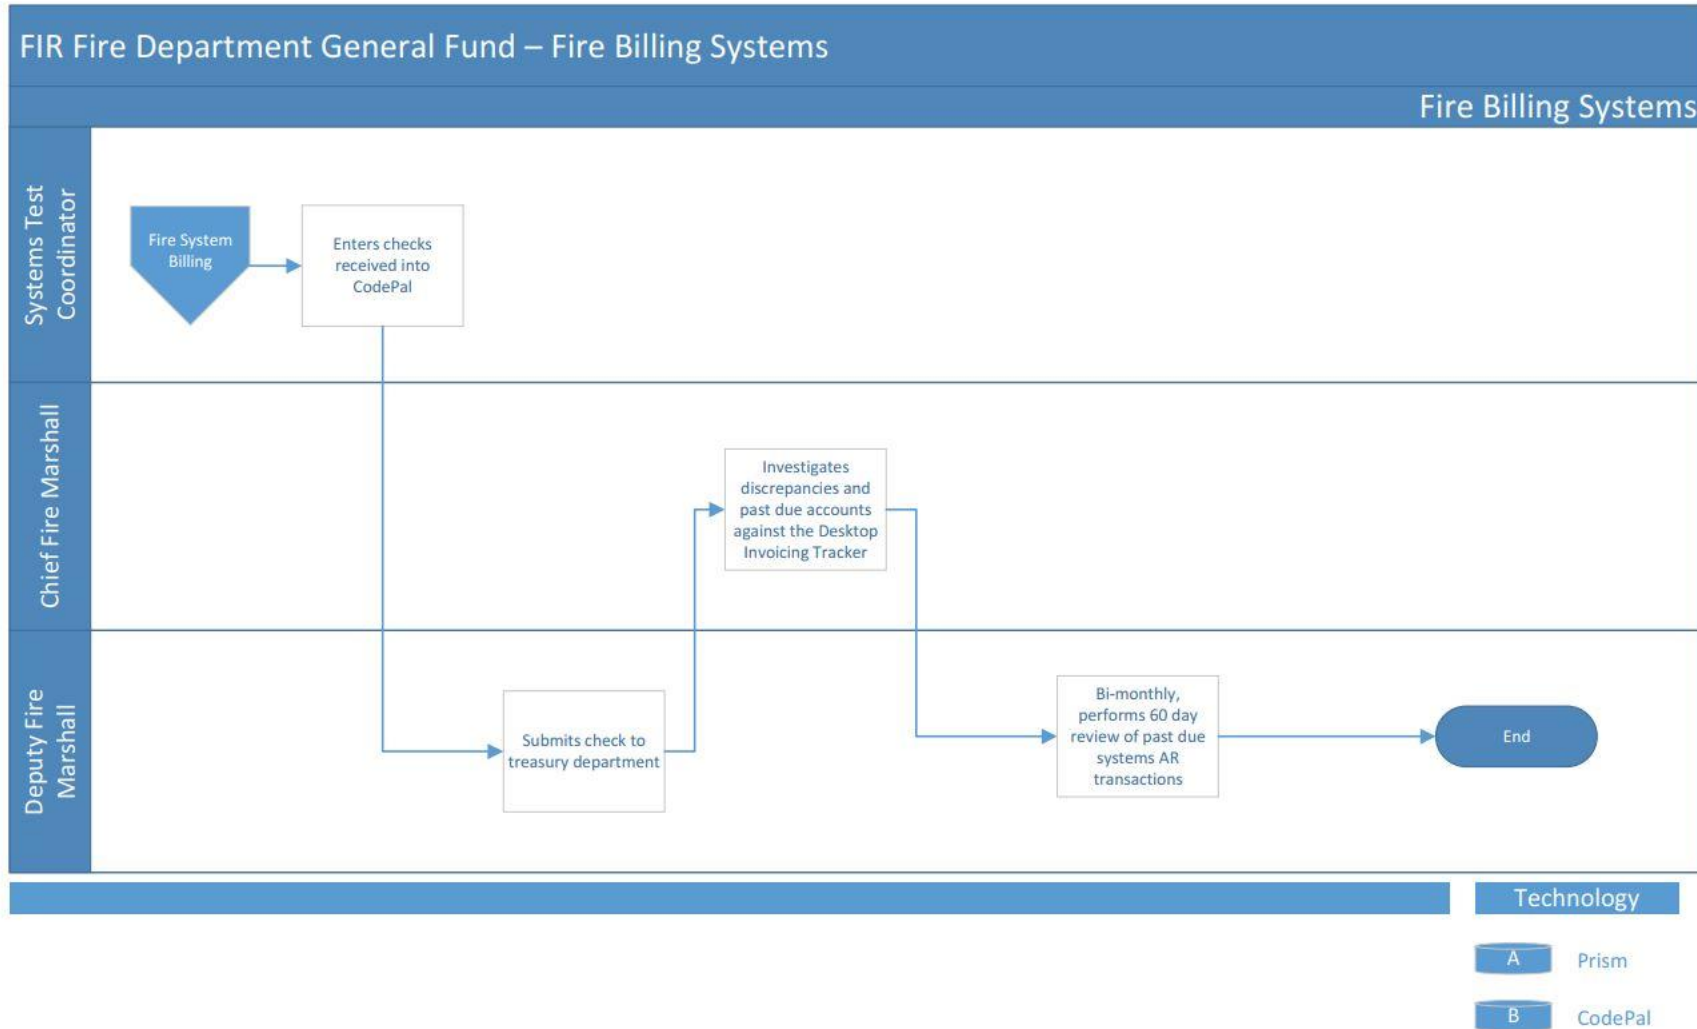 FIR Fire Department General Fund – Fire Billing Systems
Fire Billing Systems
Systems Test
Coordinator
Fire System
Billing
Enters checks
received into
CodePal
Chief Fire Marshall
Investigates
discrepancies and
past due accounts
against the Desktop
Invoicing Tracker
Deputy Fire
Marshall
Submits check to
treasury department
Bi-monthly,
performs 60 day
review of past due
systems AR
transactions
End
Technology
A
Prism
B
CodePal